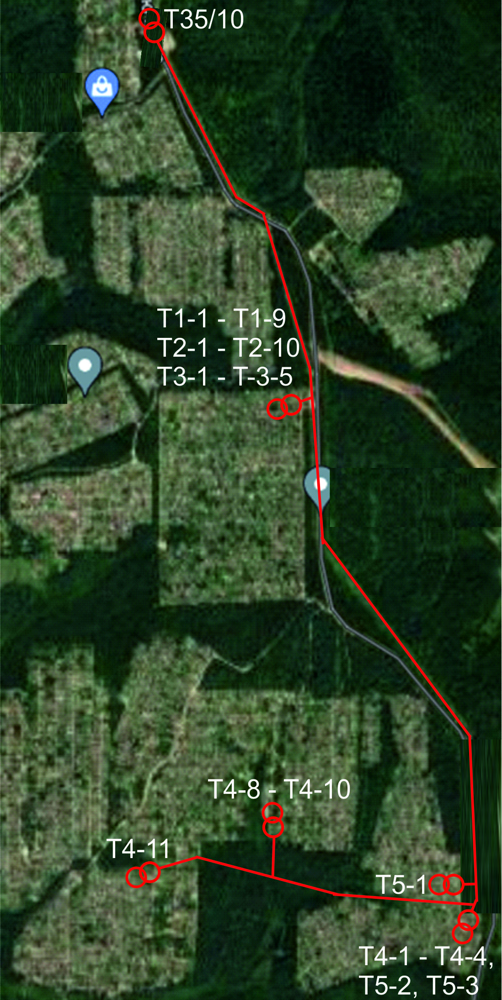 T35/10
T1-1 - T1-9
T2-1 - T2-10
T3-1 - T-3-5
T4-8 - T4-10
T4-11
T5-1
T4-1 - T4-4,
T5-2, T5-3